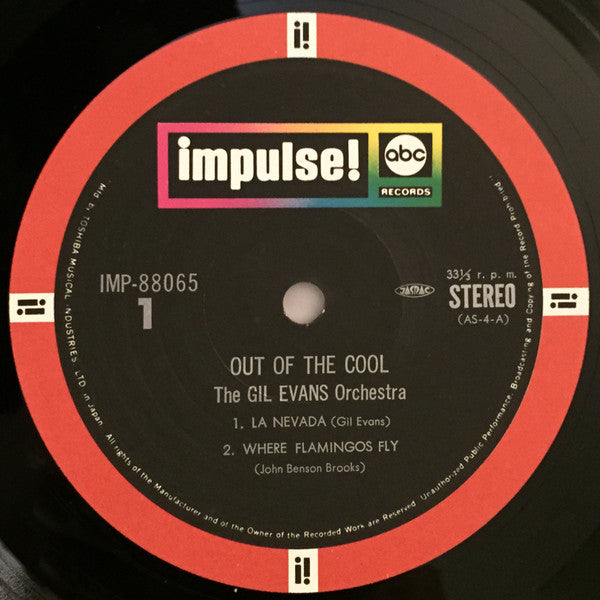 i!
impulse!
abc
RECORDS
IMP-88065
1
JASRAC
33⅓ r. p. m.
STEREO
(AS-4-A)
i!i!
i!i!
OUT OF THE COOL
The GIL EVANS Orchestra
1. LA NEVADA (Gil Evans)
2. WHERE FLAMINGOS FLY
(John Benson Brooks)
Mfd by TOSHIBA MUSICAL INDUSTRIES LTD in Japan. All rights of the Manufacturer and of the Owner of the Recorded Work are Reserved. Unauthorized Public Performance, Broadcasting and Copying of the Record Prohibited
i!